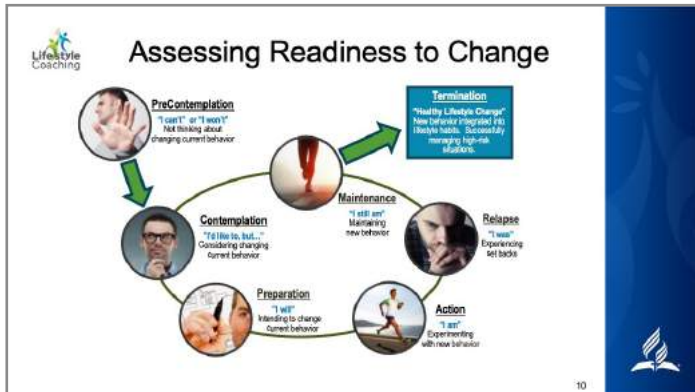 Lifestyle
Coaching
Assessing Readiness to Change
PreContemplation
"I can't" or "I won't"
Not thinking about
changing current behavior
Termination
"Healthy Lifestyle Change"
New behavior integrated into
lifestyle habits. Successfully
managing high-risk
situations.
Maintenance
"I still am"
Maintaining
new behavior
Contemplation
"I'd like to, but..."
Considering changing
current behavior
Relapse
"I was"
Experiencing
set backs
Preparation
"I will"
Intending to change
current behavior
Action
"I am"
Experimenting
with new behavior
10